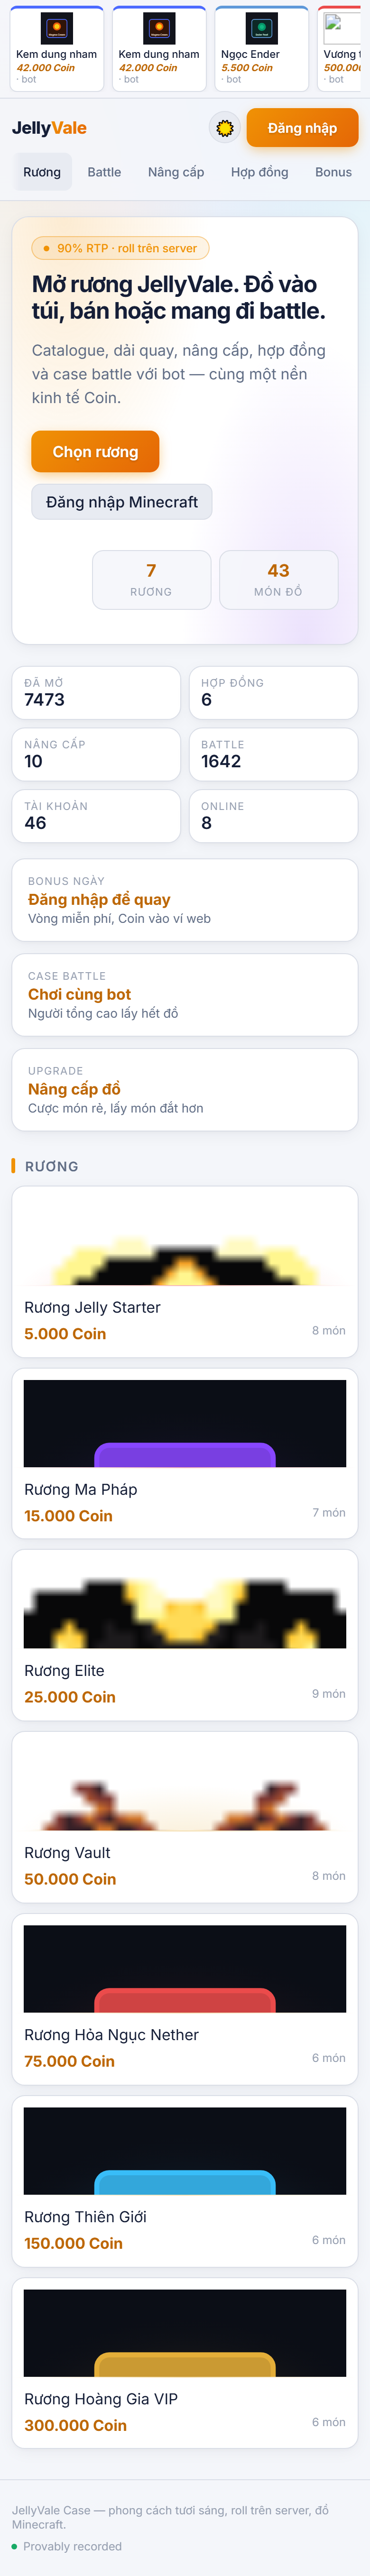 Kem dung nham
42.000 Coin
· bot
Kem dung nham
42.000 Coin
· bot
Ngọc Ender
5.500 Coin
· bot
Vương t
500.000
· bot
JellyVale
Đăng nhập
Rương
Battle
Nâng cấp
Hợp đồng
Bonus
90% RTP · roll trên server
Mở rương JellyVale. Đồ vào
túi, bán hoặc mang đi battle.
Catalogue, dải quay, nâng cấp, hợp đồng
và case battle với bot — cùng một nền
kinh tế Coin.
Chọn rương
Đăng nhập Minecraft
7
RƯƠNG
43
MÓN ĐỒ
ĐÃ MỞ
7473
HỢP ĐỒNG
6
NÂNG CẤP
10
BATTLE
1642
TÀI KHOẢN
46
ONLINE
8
BONUS NGÀY
Đăng nhập để quay
Vòng miễn phí, Coin vào ví web
CASE BATTLE
Chơi cùng bot
Người tổng cao lấy hết đồ
UPGRADE
Nâng cấp đồ
Cược món rẻ, lấy món đắt hơn
RƯƠNG
Rương Jelly Starter
5.000 Coin
8 món
Rương Ma Pháp
15.000 Coin
7 món
Rương Elite
25.000 Coin
9 món
Rương Vault
50.000 Coin
8 món
Rương Hỏa Ngục Nether
75.000 Coin
6 món
Rương Thiên Giới
150.000 Coin
6 món
Rương Hoàng Gia VIP
300.000 Coin
6 món
JellyVale Case — phong cách tươi sáng, roll trên server, đồ
Minecraft.
Provably recorded